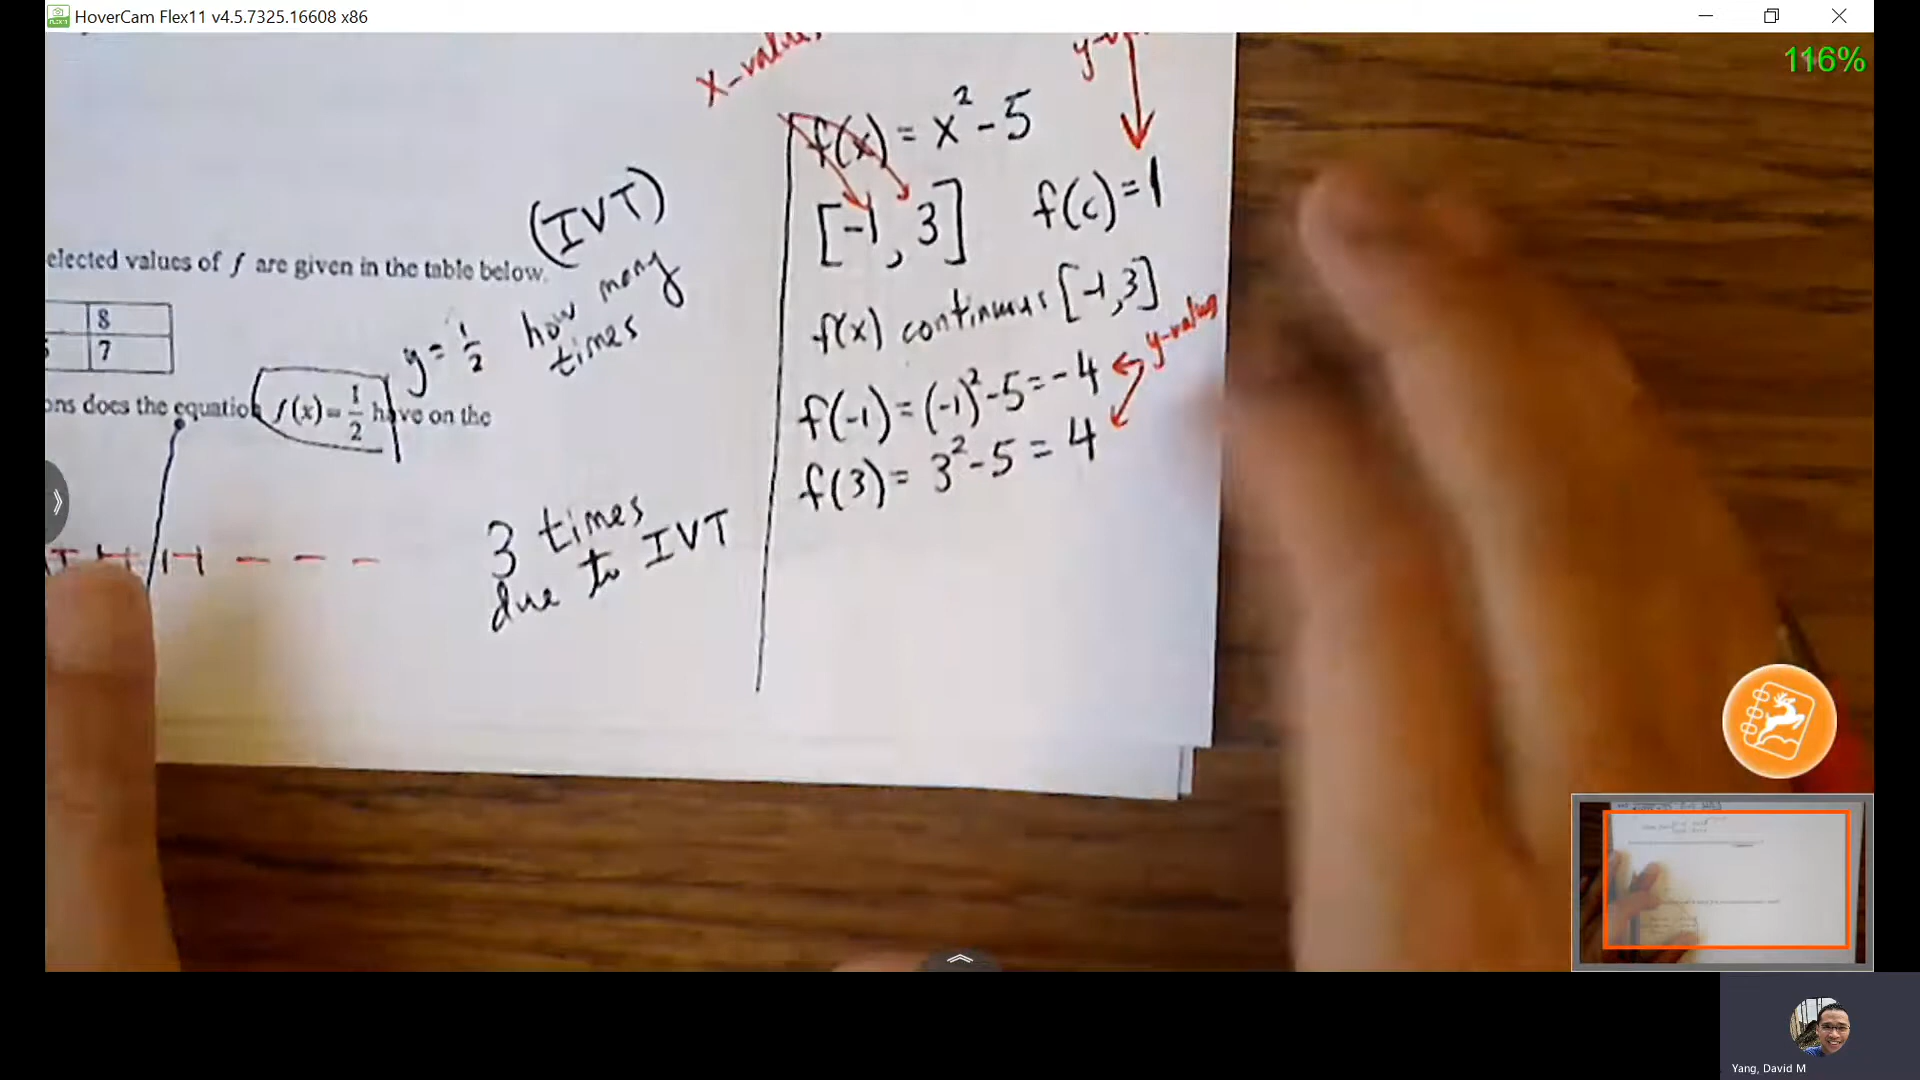 HoverCam Flex11 v4.5.7325.16608 x86
116%
x-value
f(x) = x² - 5
[-1, 3] f(c) = 1
f(x) continuous [-1, 3]
y-values
f(-1) = (-1)² - 5 = -4
f(3) = 3² - 5 = 4
(IVT)
elected values of f are given in the table below.
8
7
y = 1/2 how many
times
ons does the equation f(x) = 1/2 have on the
3 times
due to IVT
Yang, David M